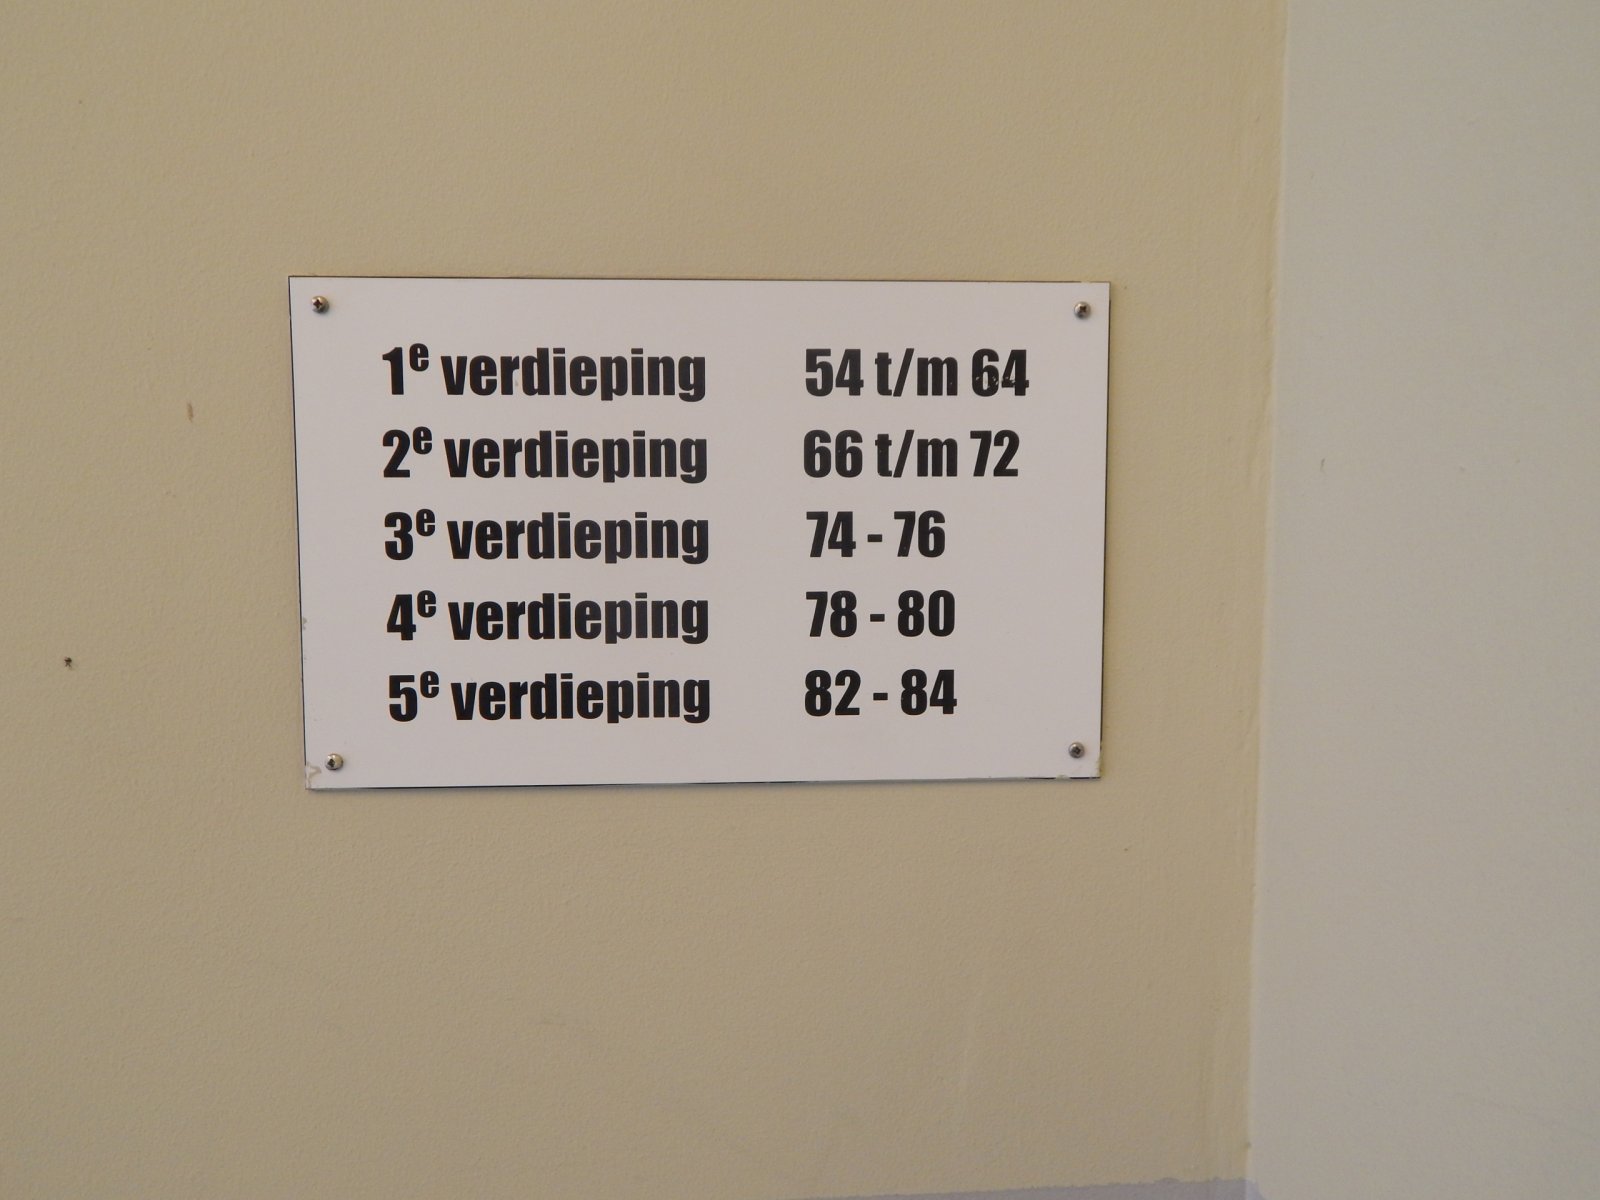 1e verdieping 54 t/m 64
2e verdieping 66 t/m 72
3e verdieping 74 - 76
4e verdieping 78 - 80
5e verdieping 82 - 84